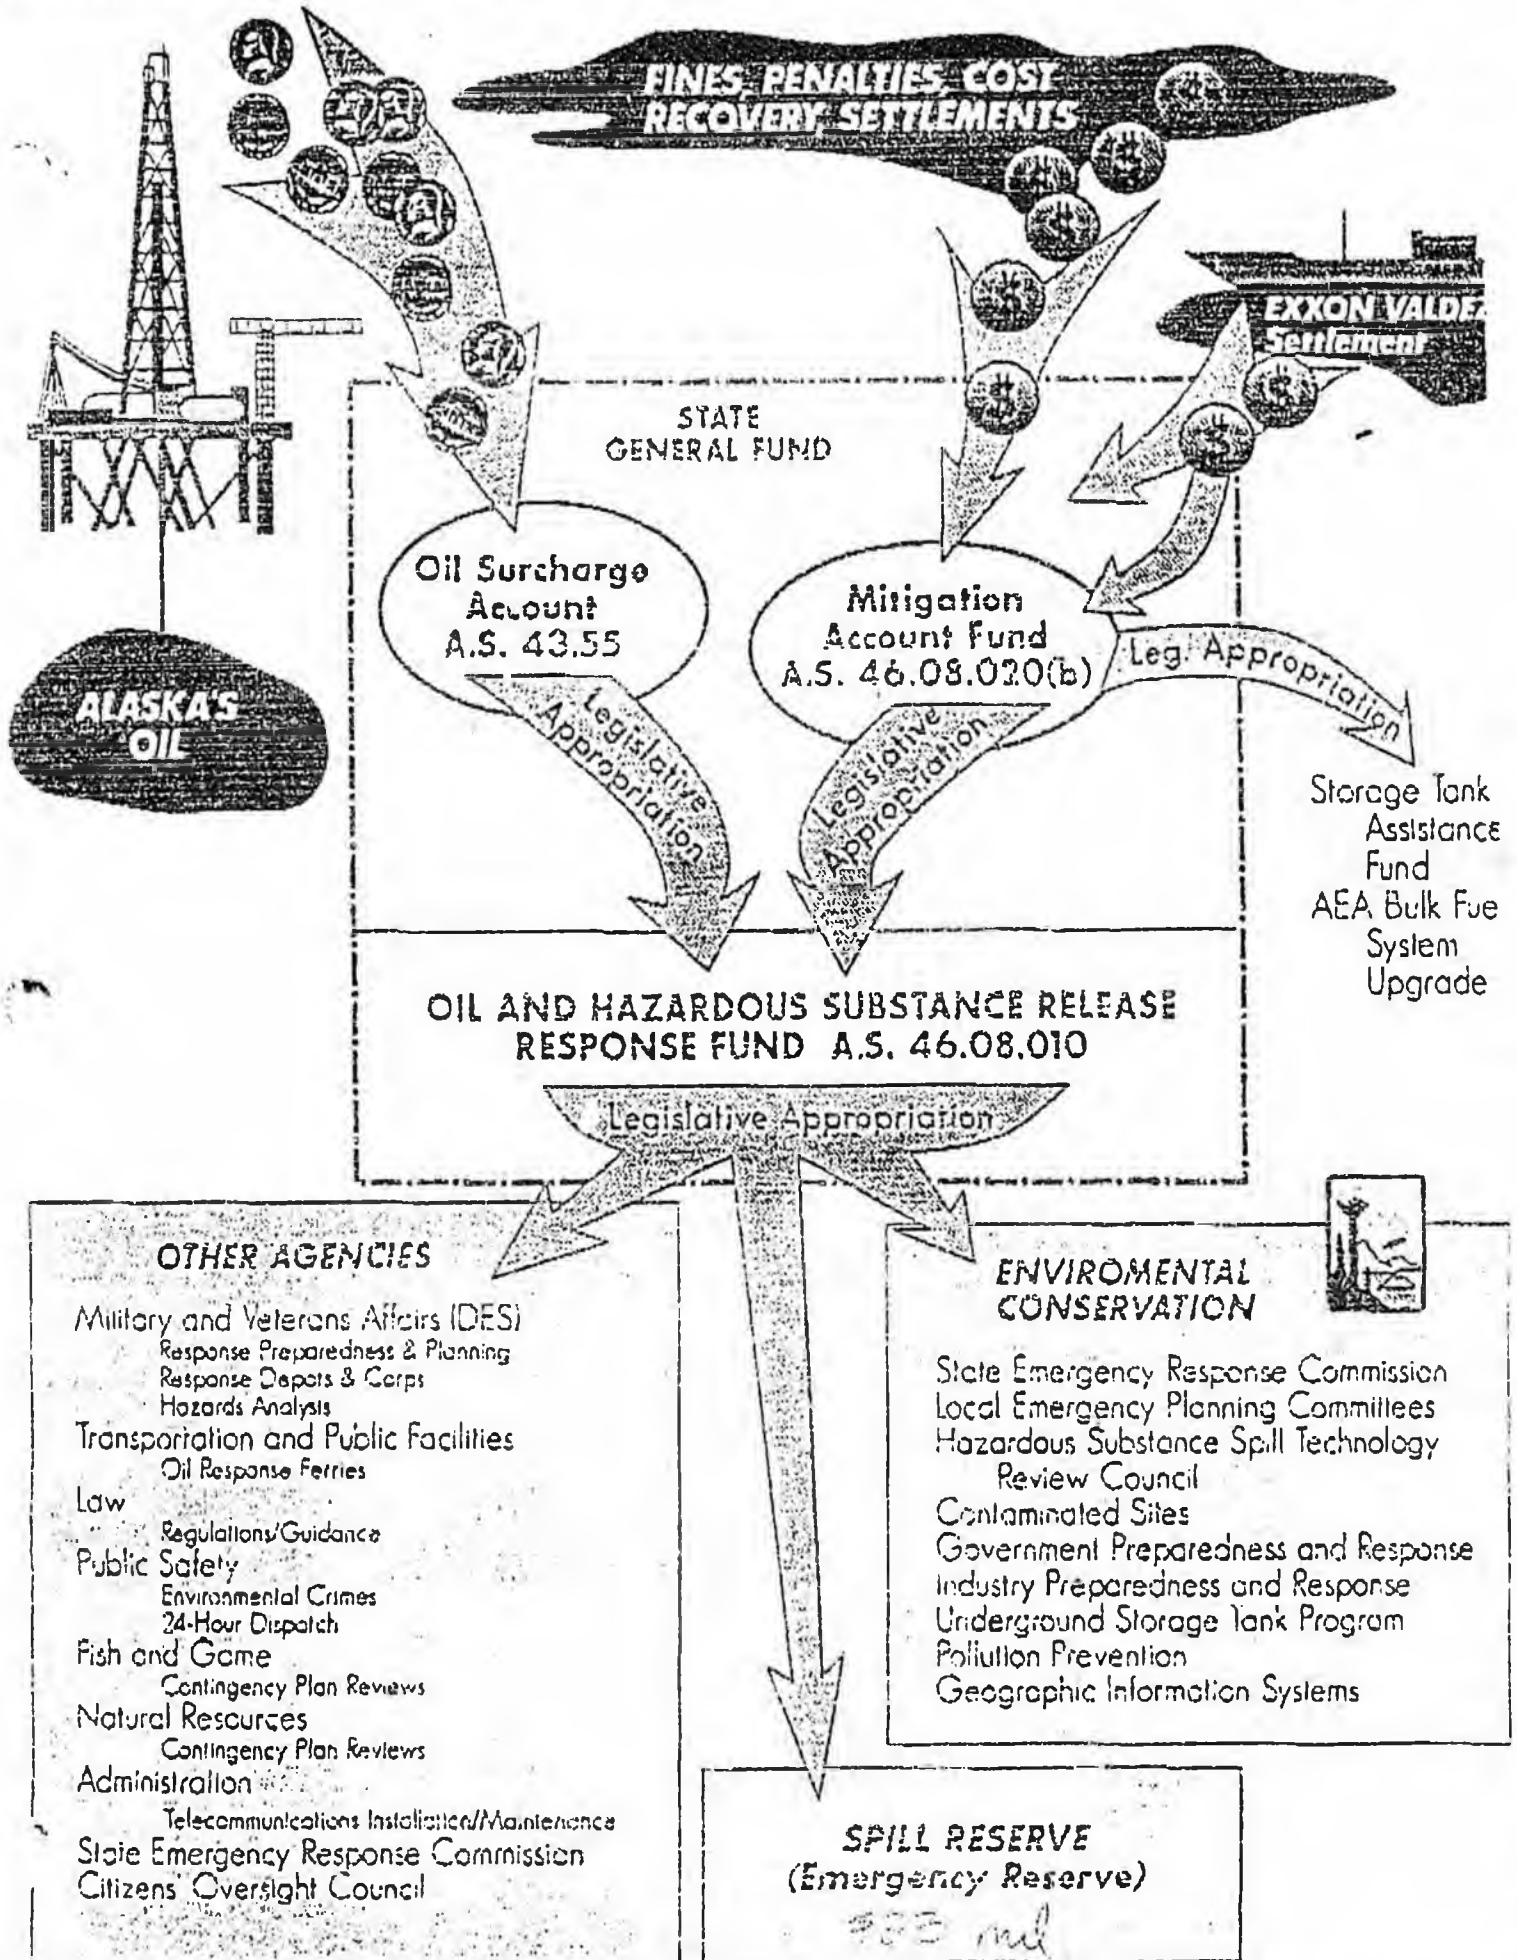 FINES, PENALTIES, COST
RECOVERY, SETTLEMENTS
EXXON VALDEZ
Settlement
STATE
GENERAL FUND
Oil Surcharge
Account
A.S. 43.55
Mitigation
Account Fund
A.S. 46.08.020(b)
Leg. Appropriation
ALASKA'S
OIL
Legislative
Appropriation
Legislative
Appropriation
Storage Tank
Assistance
Fund
AEA Bulk Fue
System
Upgrade
OIL AND HAZARDOUS SUBSTANCE RELEASE
RESPONSE FUND A.S. 46.08.010
Legislative Appropriation
OTHER AGENCIES
Military and Veterans Affairs (DES)
Response Preparedness & Planning
Response Depots & Corps
Hazards Analysis
Transportation and Public Facilities
Oil Response Ferries
Law
Regulations/Guidance
Public Safety
Environmental Crimes
24-Hour Dispatch
Fish and Game
Contingency Plan Reviews
Natural Resources
Contingency Plan Reviews
Administration
Telecommunications Installation/Maintenance
State Emergency Response Commission
Citizens' Oversight Council
ENVIROMENTAL
CONSERVATION
State Emergency Response Commission
Local Emergency Planning Committees
Hazardous Substance Spill Technology
Review Council
Contaminated Sites
Government Preparedness and Response
Industry Preparedness and Response
Underground Storage Tank Program
Pollution Prevention
Geographic Information Systems
SPILL RESERVE
(Emergency Reserve)
mil